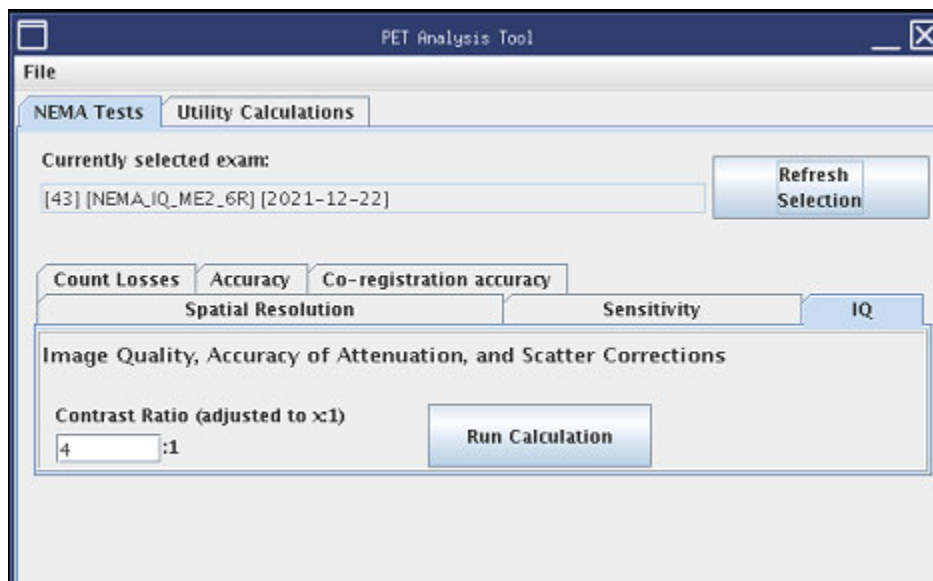 PET Analysis Tool
File
NEMA Tests
Utility Calculations
Currently selected exam:
[43] [NEMA_IQ_ME2_6R] [2021-12-22]
Refresh
Selection
Count Losses
Accuracy
Co-registration accuracy
Spatial Resolution
Sensitivity
IQ
Image Quality, Accuracy of Attenuation, and Scatter Corrections
Contrast Ratio (adjusted to x:1)
4 :1
Run Calculation